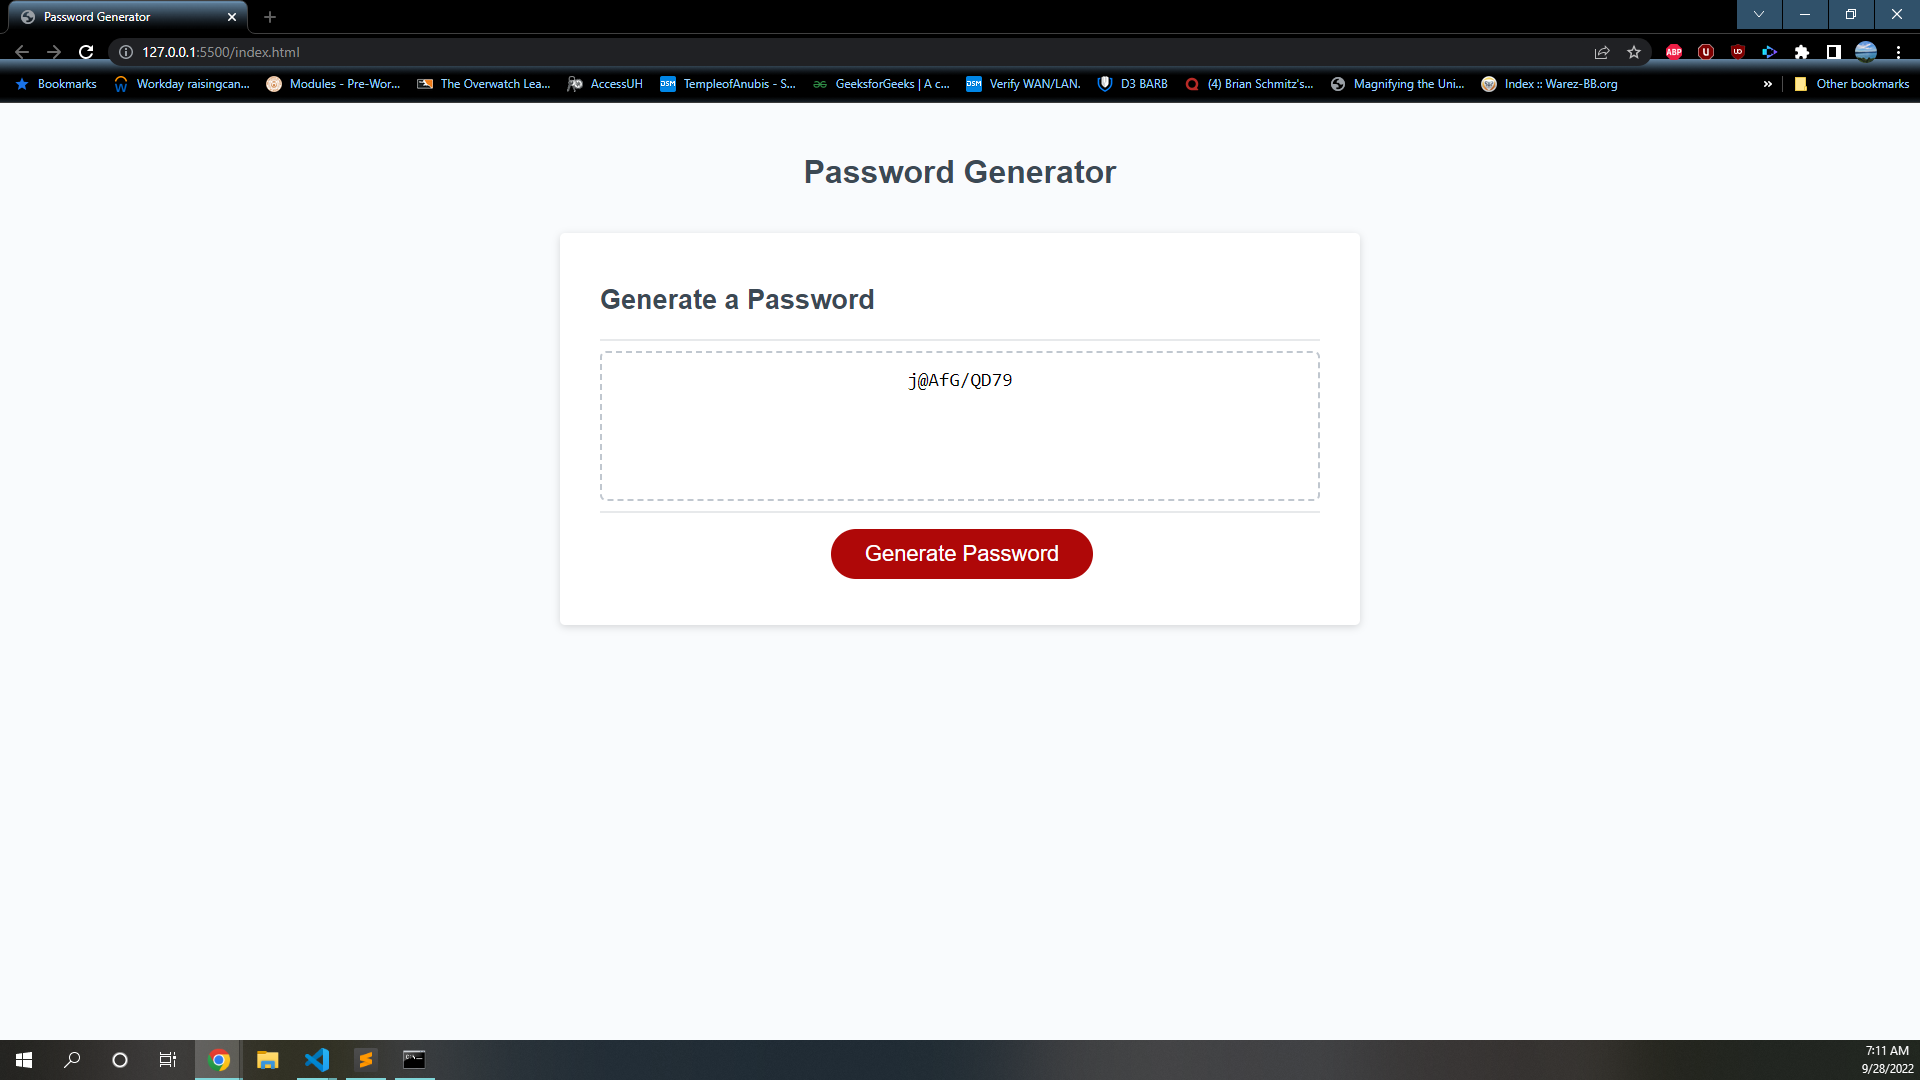 Password Generator
127.0.0.1:5500/index.html
ABP
Bookmarks
Workday raisingcan...
Modules - Pre-Wor...
The Overwatch Lea...
AccessUH
TempleofAnubis - S...
GeeksforGeeks | A c...
Verify WAN/LAN.
D3 BARB
(4) Brian Schmitz's...
Magnifying the Uni...
Index :: Warez-BB.org
»
Other bookmarks
Password Generator
Generate a Password
j@AfG/QD79
Generate Password
7:11 AM
9/28/2022